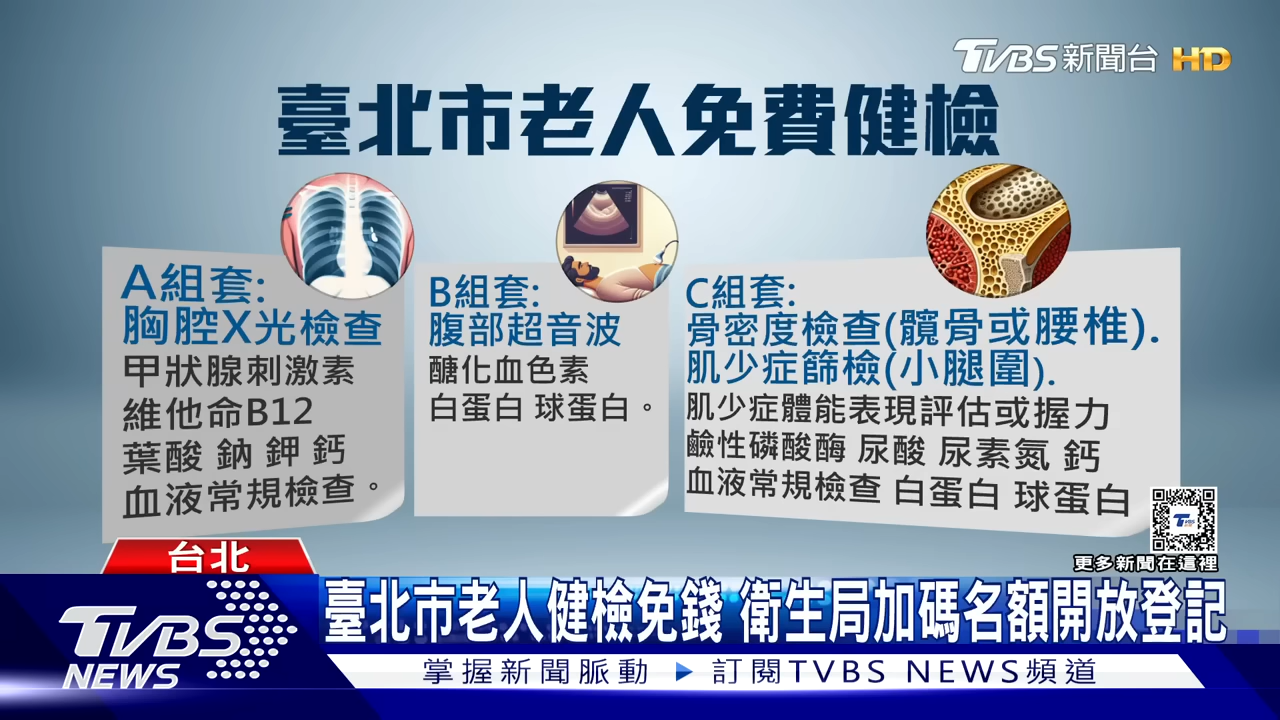 TVBS新聞台 HD
臺北市老人免費健檢
A組套:
胸腔X光檢查
甲狀腺刺激素
維他命B12
葉酸 鈉 鉀 鈣
血液常規檢查。
B組套:
腹部超音波
醣化血色素
白蛋白 球蛋白。
C組套:
骨密度檢查(髖骨或腰椎).
肌少症篩檢(小腿圍).
肌少症體能表現評估或握力
鹼性磷酸酶 尿酸 尿素氮 鈣
血液常規檢查 白蛋白 球蛋白
TVBS
更多新聞在這裡
台北
臺北市老人健檢免錢 衛生局加碼名額開放登記
TVBS
NEWS
掌握新聞脈動 ▶ 訂閱TVBS NEWS頻道